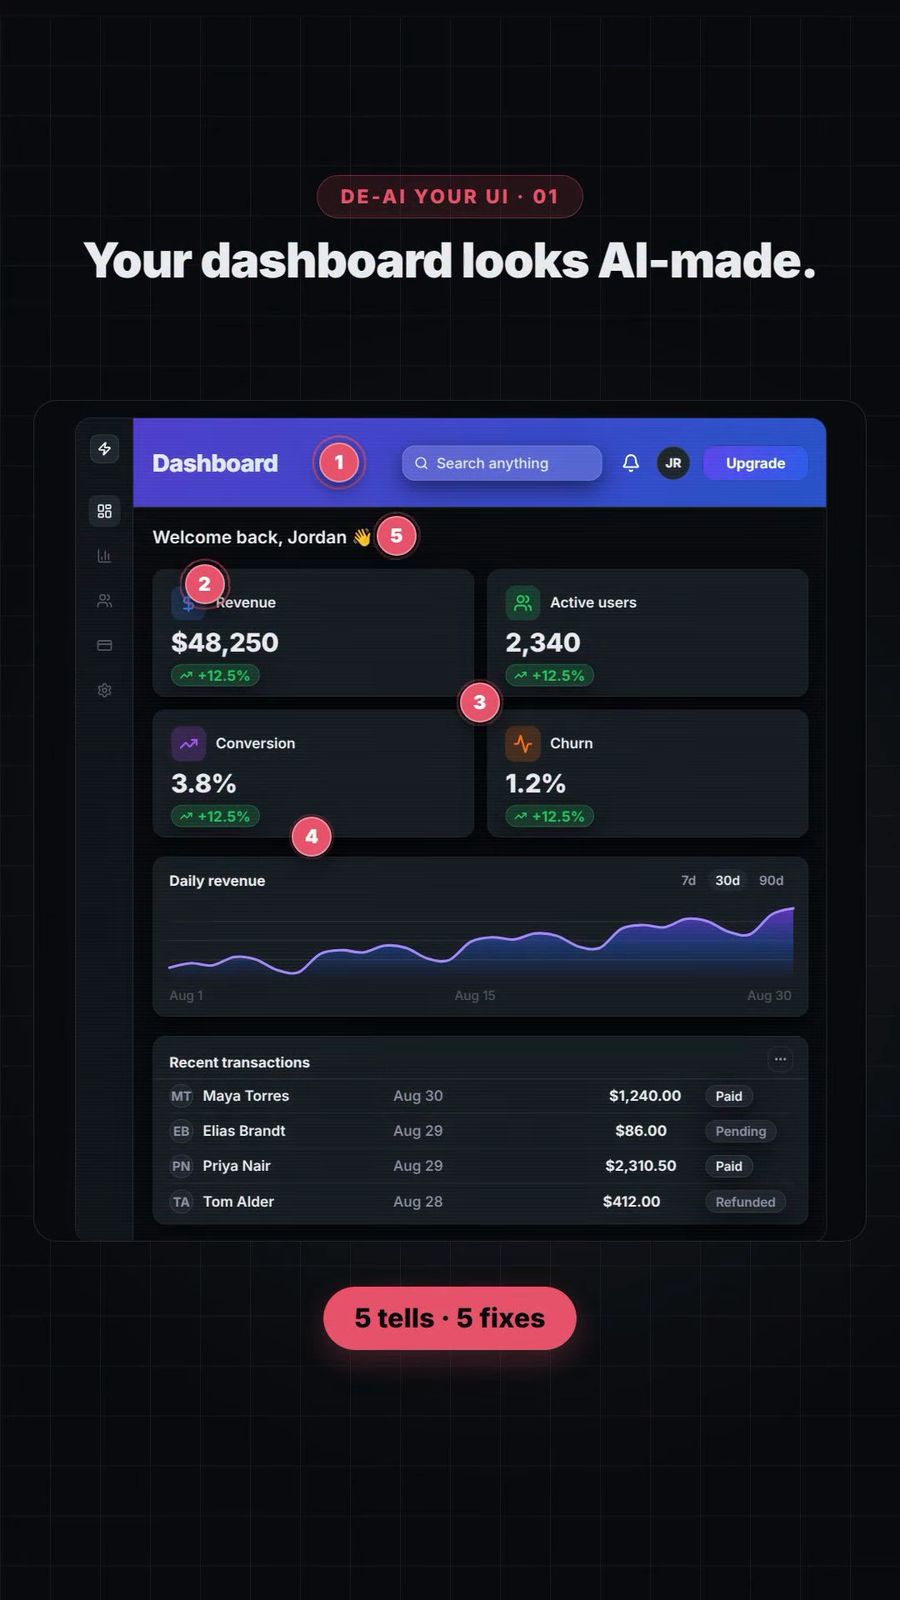 DE-AI YOUR UI · 01
Your dashboard looks AI-made.
Dashboard
1
Search anything
JR
Upgrade
Welcome back, Jordan 👋
5
2
$ Revenue
Active users
$48,250
2,340
+12.5%
+12.5%
3
Conversion
Churn
3.8%
1.2%
+12.5%
+12.5%
4
Daily revenue
7d 30d 90d
Aug 1 Aug 15 Aug 30
Recent transactions
MT Maya Torres Aug 30 $1,240.00 Paid
EB Elias Brandt Aug 29 $86.00 Pending
PN Priya Nair Aug 29 $2,310.50 Paid
TA Tom Alder Aug 28 $412.00 Refunded
5 tells · 5 fixes